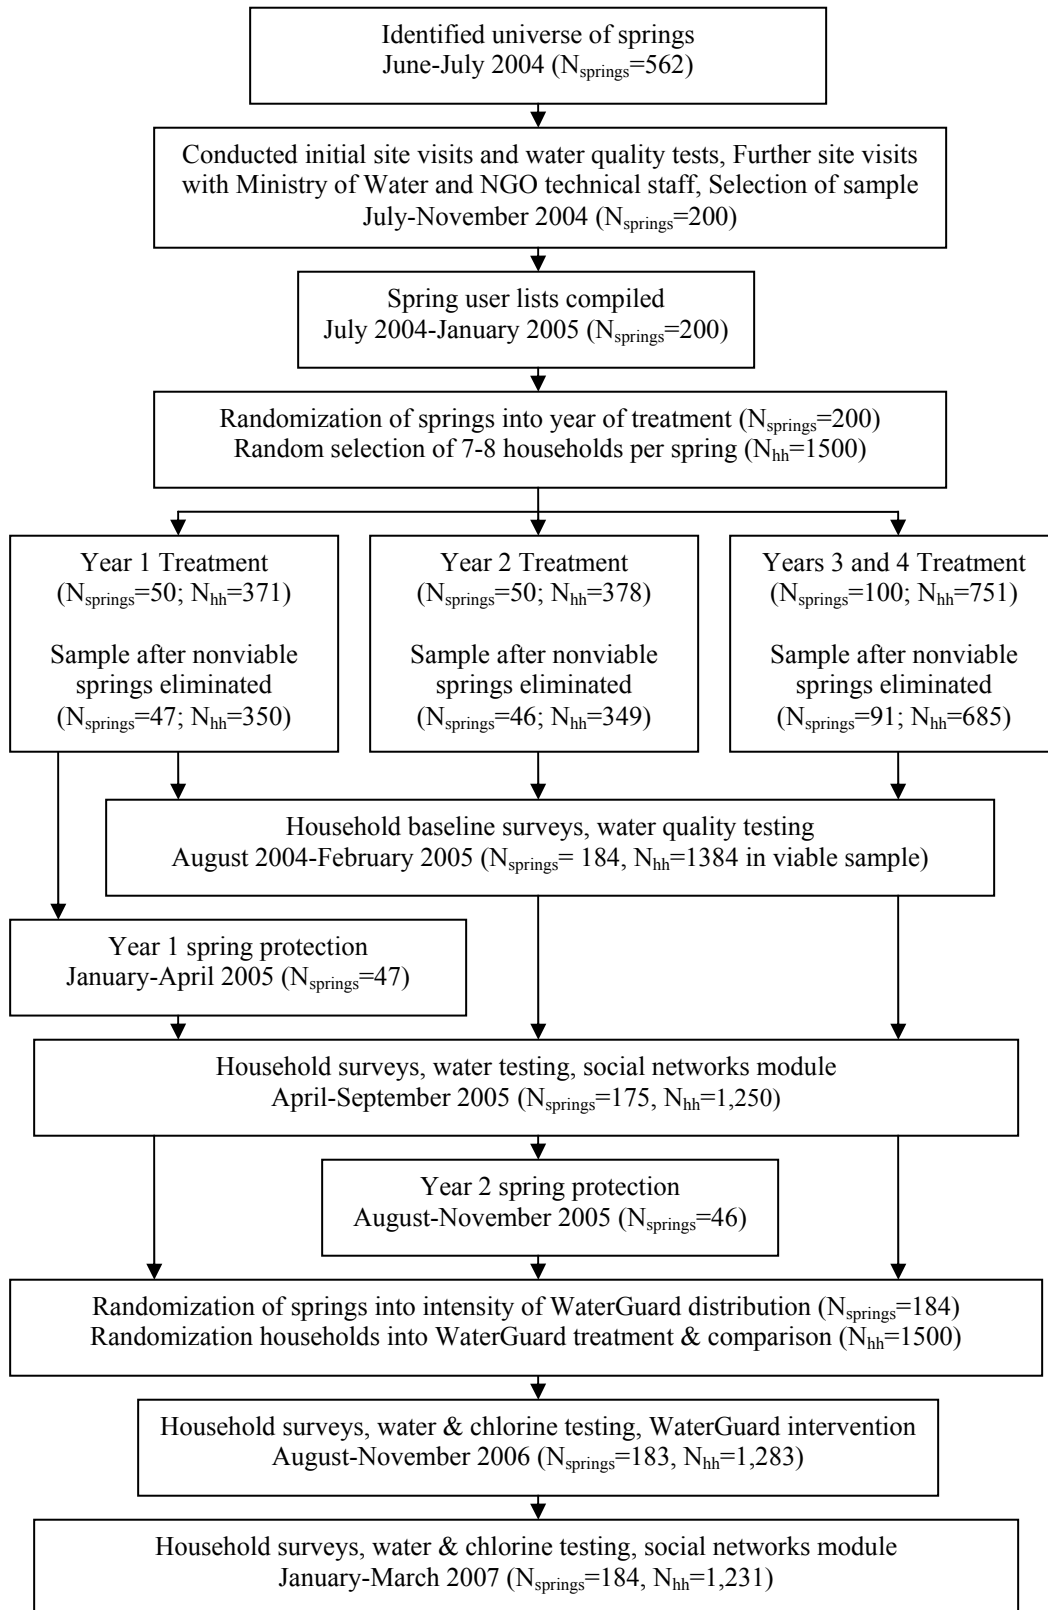 Identified universe of springs
June-July 2004 (Nsprings=562)
Conducted initial site visits and water quality tests, Further site visits
with Ministry of Water and NGO technical staff, Selection of sample
July-November 2004 (Nsprings=200)
Spring user lists compiled
July 2004-January 2005 (Nsprings=200)
Randomization of springs into year of treatment (Nsprings=200)
Random selection of 7-8 households per spring (Nhh=1500)
Year 1 Treatment
(Nsprings=50; Nhh=371)
Sample after nonviable
springs eliminated
(Nsprings=47; Nhh=350)
Year 2 Treatment
(Nsprings=50; Nhh=378)
Sample after nonviable
springs eliminated
(Nsprings=46; Nhh=349)
Years 3 and 4 Treatment
(Nsprings=100; Nhh=751)
Sample after nonviable
springs eliminated
(Nsprings=91; Nhh=685)
Household baseline surveys, water quality testing
August 2004-February 2005 (Nsprings= 184, Nhh=1384 in viable sample)
Year 1 spring protection
January-April 2005 (Nsprings=47)
Household surveys, water testing, social networks module
April-September 2005 (Nsprings=175, Nhh=1,250)
Year 2 spring protection
August-November 2005 (Nsprings=46)
Randomization of springs into intensity of WaterGuard distribution (Nsprings=184)
Randomization households into WaterGuard treatment & comparison (Nhh=1500)
Household surveys, water & chlorine testing, WaterGuard intervention
August-November 2006 (Nsprings=183, Nhh=1,283)
Household surveys, water & chlorine testing, social networks module
January-March 2007 (Nsprings=184, Nhh=1,231)